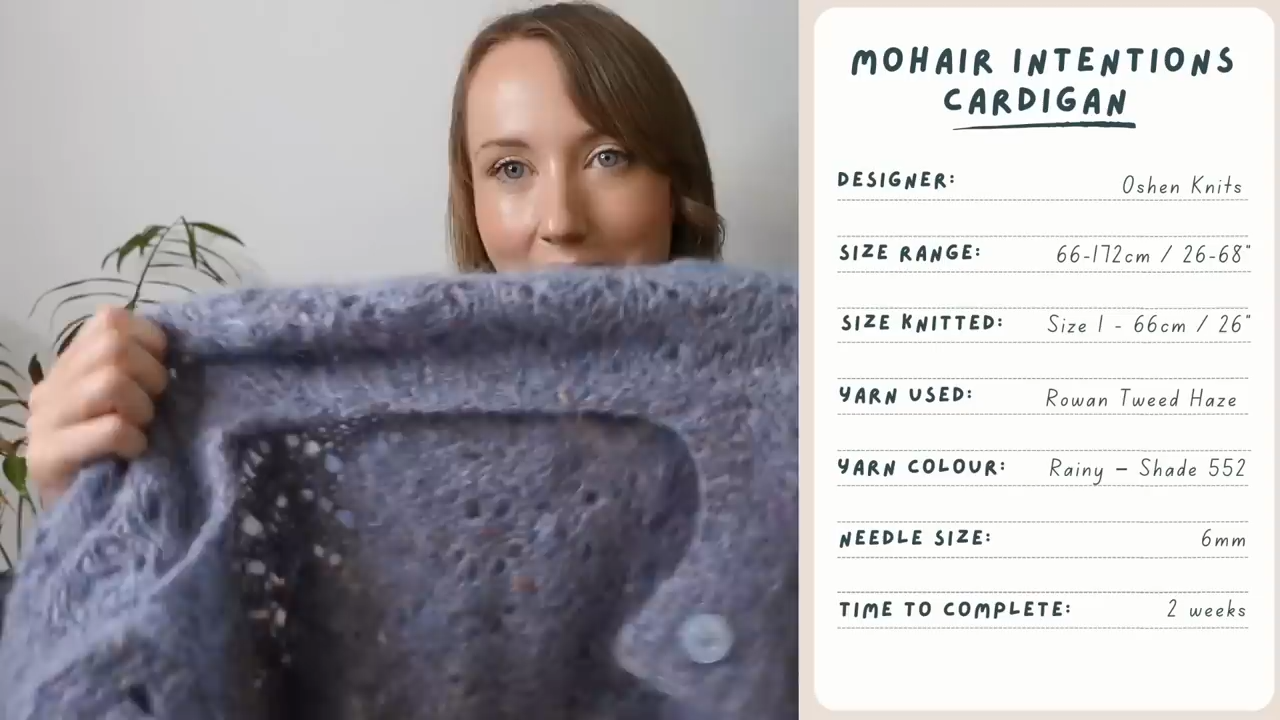 MOHAIR INTENTIONS
CARDIGAN
DESIGNER: Oshen Knits
SIZE RANGE: 66-172cm / 26-68"
SIZE KNITTED: Size 1 - 66cm / 26"
YARN USED: Rowan Tweed Haze
YARN COLOUR: Rainy – Shade 552
NEEDLE SIZE: 6mm
TIME TO COMPLETE: 2 weeks